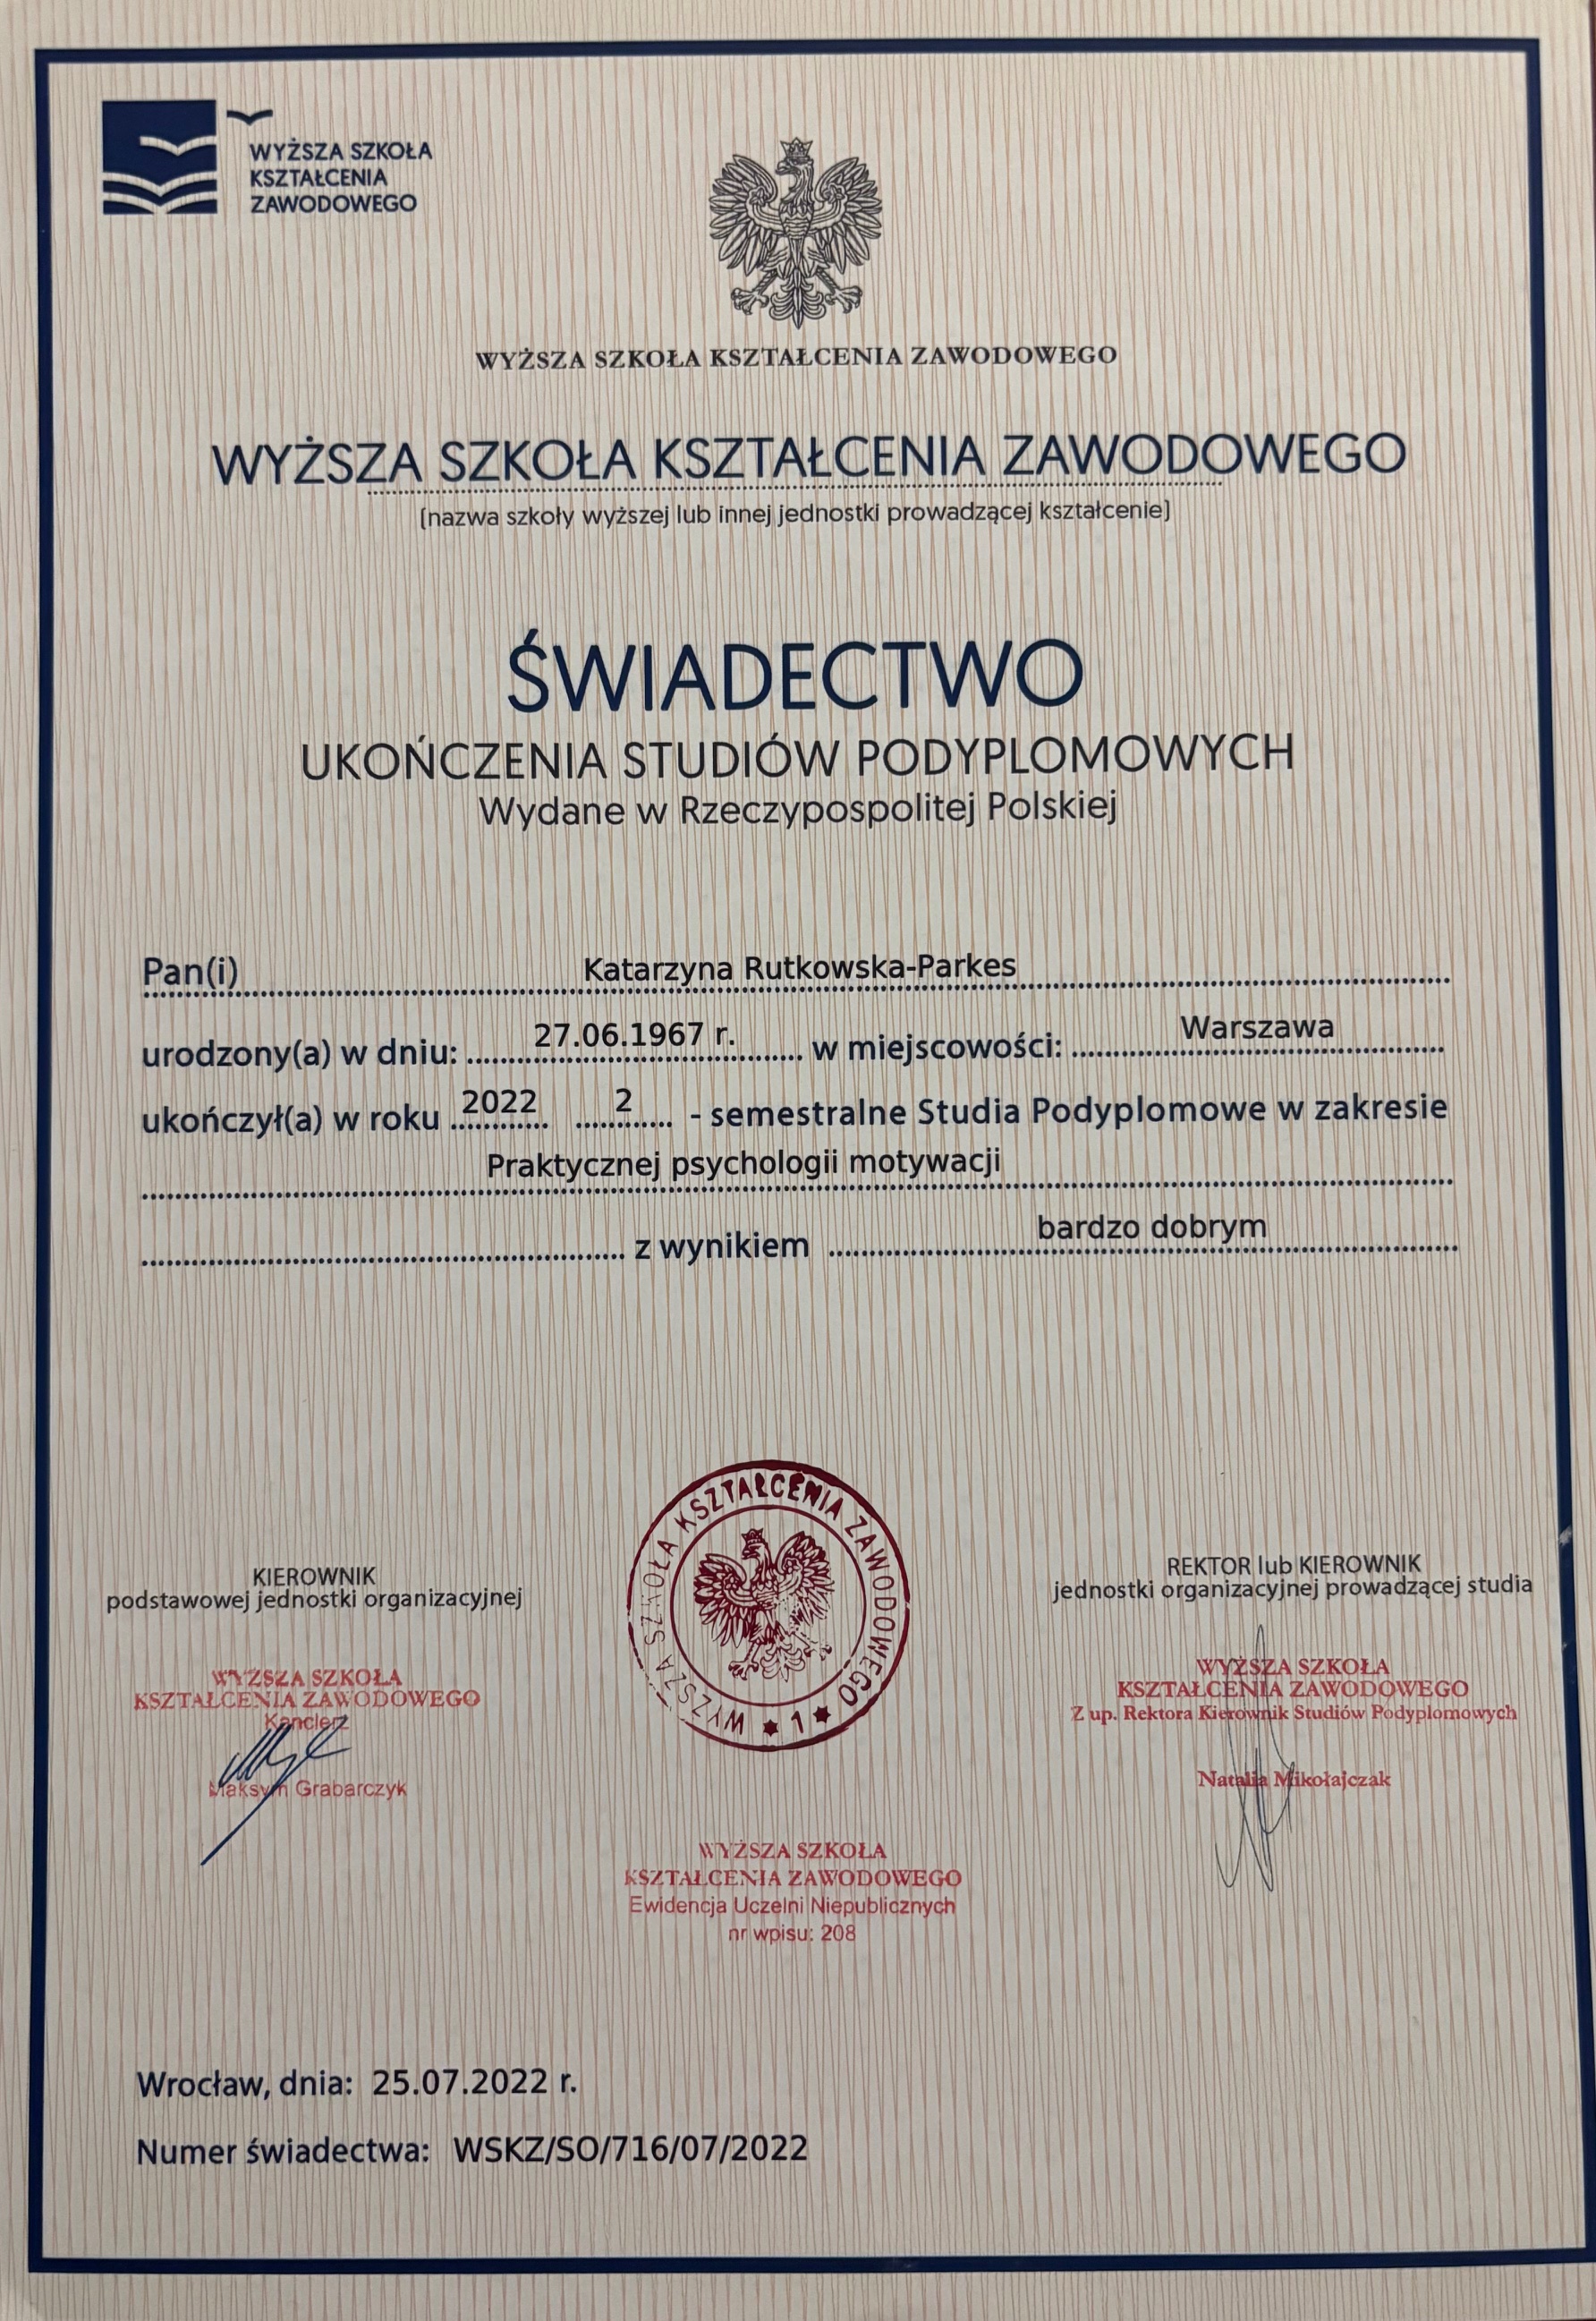 WYŻSZA SZKOŁA
KSZTAŁCENIA
ZAWODOWEGO
WYŻSZA SZKOŁA KSZTAŁCENIA ZAWODOWEGO
WYŻSZA SZKOŁA KSZTAŁCENIA ZAWODOWEGO
(nazwa szkoły wyższej lub innej jednostki prowadzącej kształcenie)
ŚWIADECTWO
UKOŃCZENIA STUDIÓW PODYPLOMOWYCH
Wydane w Rzeczypospolitej Polskiej
Pan(i) Katarzyna Rutkowska-Parkes
urodzony(a) w dniu: 27.06.1967 r. w miejscowości: Warszawa
ukończył(a) w roku 2022 2 - semestralne Studia Podyplomowe w zakresie
Praktycznej psychologii motywacji
z wynikiem bardzo dobrym
WYŻSZA SZKOŁA KSZTAŁCENIA ZAWODOWEGO
1
KIEROWNIK
podstawowej jednostki organizacyjnej
WYŻSZA SZKOŁA
KSZTAŁCENIA ZAWODOWEGO
Kanclerz
Maksym Grabarczyk
REKTOR lub KIEROWNIK
jednostki organizacyjnej prowadzącej studia
WYŻSZA SZKOŁA
KSZTAŁCENIA ZAWODOWEGO
Z up. Rektora Kierownik Studiów Podyplomowych
Natalia Mikołajczak
WYŻSZA SZKOŁA
KSZTAŁCENIA ZAWODOWEGO
Ewidencja Uczelni Niepublicznych
nr wpisu: 208
Wrocław, dnia: 25.07.2022 r.
Numer świadectwa: WSKZ/SO/716/07/2022